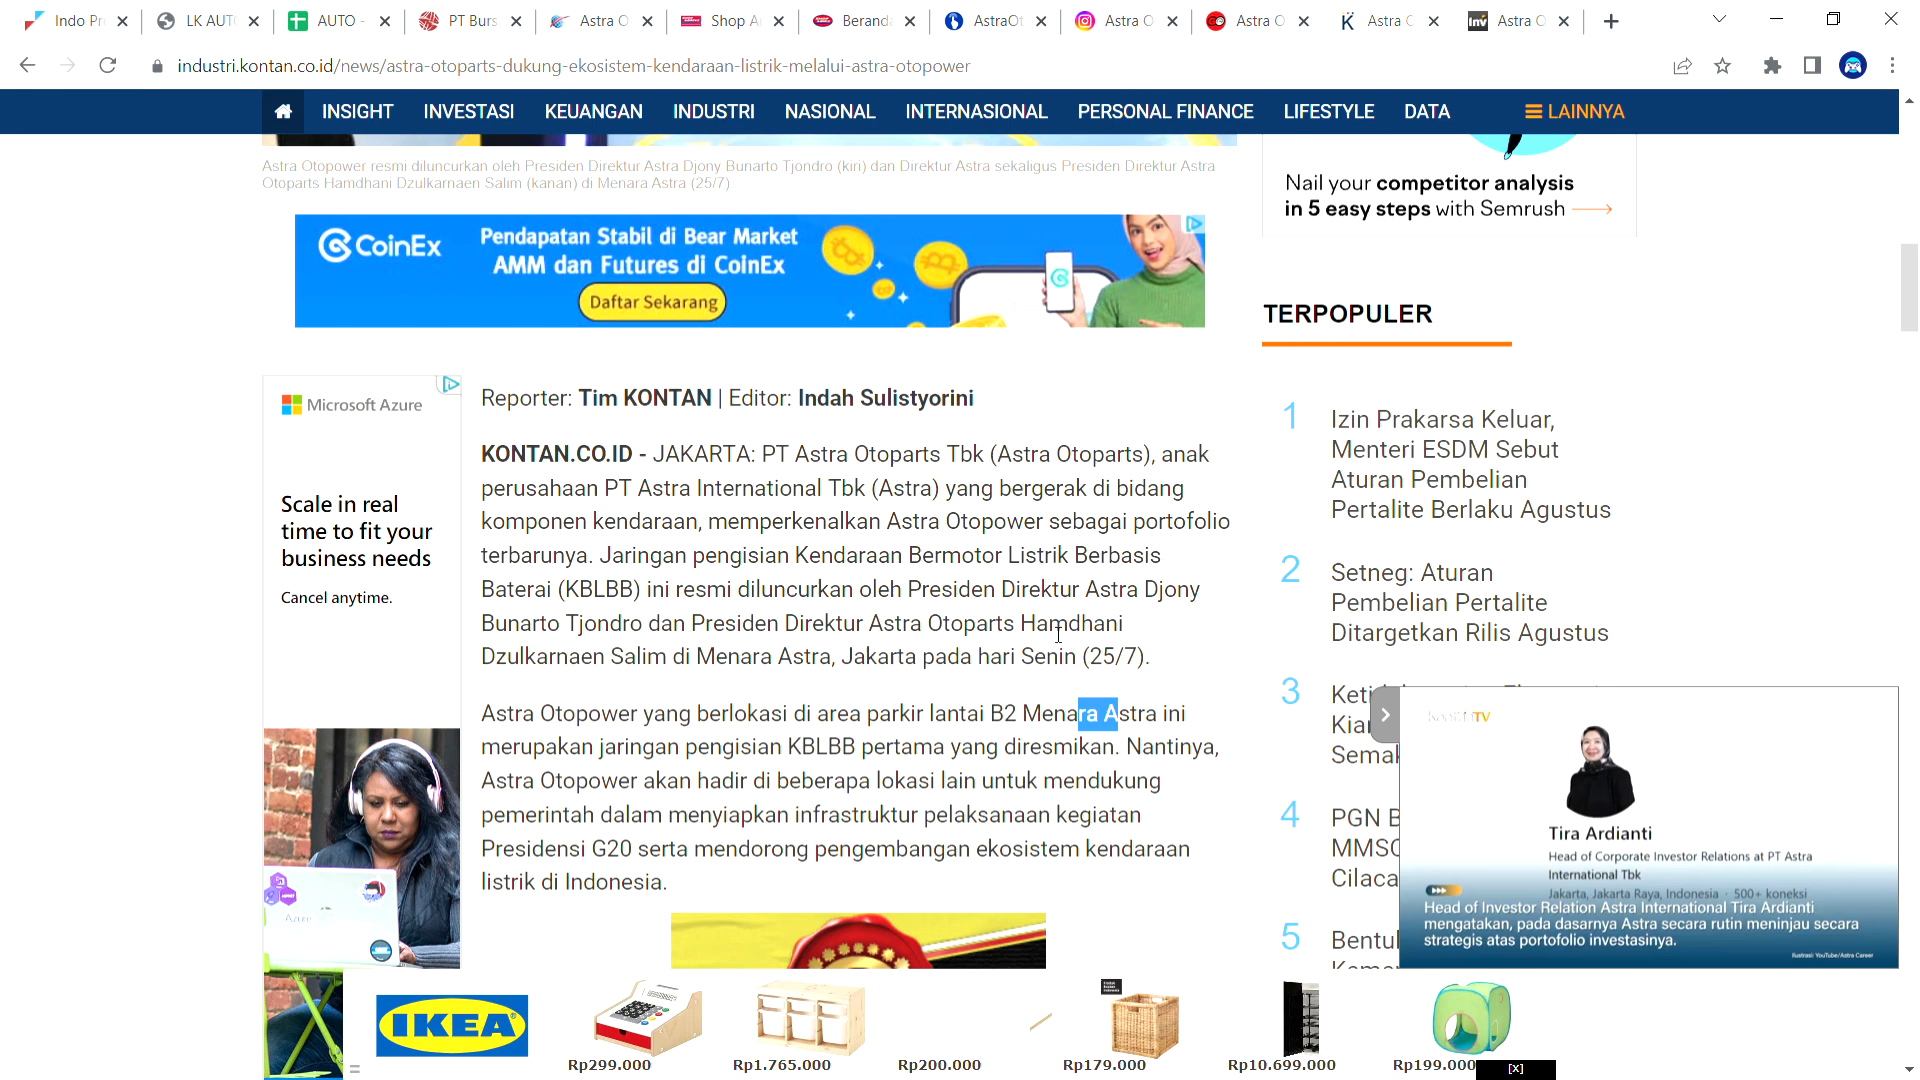 Indo Pr
LK AUT
AUTO -
PT Burs
Astra O
Shop A
Berand
AstraOt
Astra O
Astra O
Astra O
Astra O
industri.kontan.co.id/news/astra-otoparts-dukung-ekosistem-kendaraan-listrik-melalui-astra-otopower
INSIGHT
INVESTASI
KEUANGAN
INDUSTRI
NASIONAL
INTERNASIONAL
PERSONAL FINANCE
LIFESTYLE
DATA
LAINNYA
Astra Otopower resmi diluncurkan oleh Presiden Direktur Astra Djony Bunarto Tjondro (kiri) dan Direktur Astra sekaligus Presiden Direktur Astra
Otoparts Hamdhani Dzulkarnaen Salim (kanan) di Menara Astra (25/7)
CoinEx
Pendapatan Stabil di Bear Market
AMM dan Futures di CoinEx
Daftar Sekarang
Nail your competitor analysis
in 5 easy steps with Semrush
Microsoft Azure
Scale in real
time to fit your
business needs
Cancel anytime.
Azure
Reporter: Tim KONTAN | Editor: Indah Sulistyorini
KONTAN.CO.ID - JAKARTA: PT Astra Otoparts Tbk (Astra Otoparts), anak
perusahaan PT Astra International Tbk (Astra) yang bergerak di bidang
komponen kendaraan, memperkenalkan Astra Otopower sebagai portofolio
terbarunya. Jaringan pengisian Kendaraan Bermotor Listrik Berbasis
Baterai (KBLBB) ini resmi diluncurkan oleh Presiden Direktur Astra Djony
Bunarto Tjondro dan Presiden Direktur Astra Otoparts Hamdhani
Dzulkarnaen Salim di Menara Astra, Jakarta pada hari Senin (25/7).
Astra Otopower yang berlokasi di area parkir lantai B2 Menara Astra ini
merupakan jaringan pengisian KBLBB pertama yang diresmikan. Nantinya,
Astra Otopower akan hadir di beberapa lokasi lain untuk mendukung
pemerintah dalam menyiapkan infrastruktur pelaksanaan kegiatan
Presidensi G20 serta mendorong pengembangan ekosistem kendaraan
listrik di Indonesia.
TERPOPULER
1
Izin Prakarsa Keluar,
Menteri ESDM Sebut
Aturan Pembelian
Pertalite Berlaku Agustus
2
Setneg: Aturan
Pembelian Pertalite
Ditargetkan Rilis Agustus
3
Keti
Kian
Sema
4
PGN B
MMSC
Cilaca
5
Bentu
TV
Tira Ardianti
Head of Corporate Investor Relations at PT Astra
International Tbk
Jakarta, Jakarta Raya, Indonesia · 500+ koneksi
Head of Investor Relation Astra International Tira Ardianti
mengatakan, pada dasarnya Astra secara rutin meninjau secara
strategis atas portofolio investasinya.
Ilustrasi: YouTube/Astra Career
IKEA
Rp299.000
Rp1.765.000
Rp200.000
Rp179.000
Rp10.699.000
Rp199.000
[X]